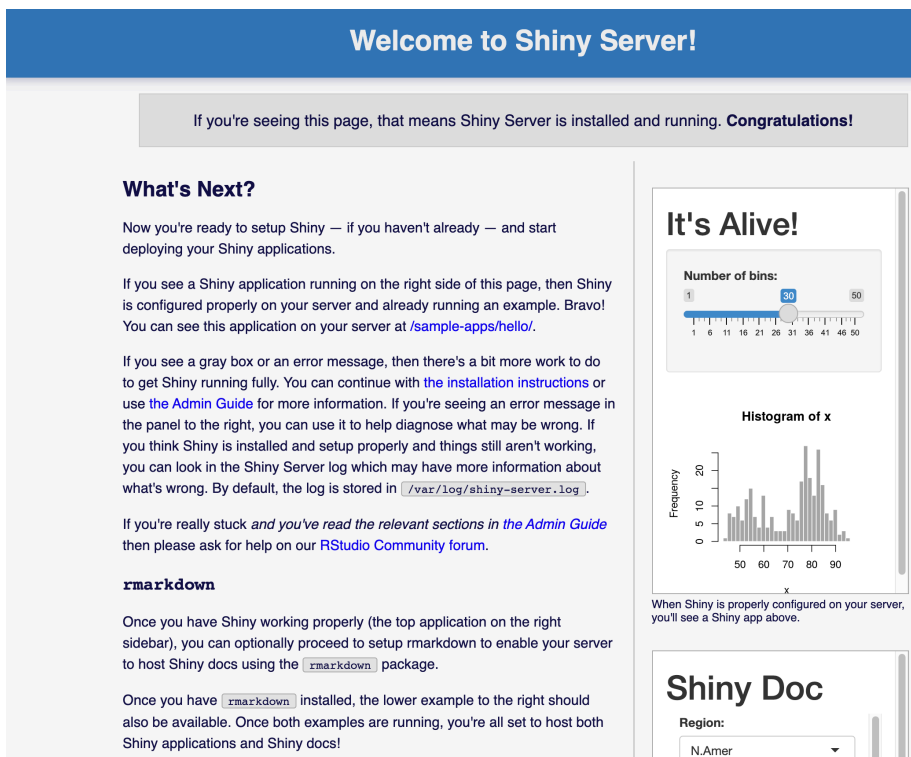 Welcome to Shiny Server!
If you're seeing this page, that means Shiny Server is installed and running. Congratulations!
What's Next?
Now you're ready to setup Shiny — if you haven't already — and start
deploying your Shiny applications.
If you see a Shiny application running on the right side of this page, then Shiny
is configured properly on your server and already running an example. Bravo!
You can see this application on your server at /sample-apps/hello/.
If you see a gray box or an error message, then there's a bit more work to do
to get Shiny running fully. You can continue with the installation instructions or
use the Admin Guide for more information. If you're seeing an error message in
the panel to the right, you can use it to help diagnose what may be wrong. If
you think Shiny is installed and setup properly and things still aren't working,
you can look in the Shiny Server log which may have more information about
what's wrong. By default, the log is stored in /var/log/shiny-server.log.
If you're really stuck and you've read the relevant sections in the Admin Guide
then please ask for help on our RStudio Community forum.
rmarkdown
Once you have Shiny working properly (the top application on the right
sidebar), you can optionally proceed to setup rmarkdown to enable your server
to host Shiny docs using the rmarkdown package.
Once you have rmarkdown installed, the lower example to the right should
also be available. Once both examples are running, you're all set to host both
Shiny applications and Shiny docs!
It's Alive!
Number of bins:
1 30 50
1 6 11 16 21 26 31 36 41 46 50
Histogram of x
Frequency
20
10
5
0
50 60 70 80 90
x
When Shiny is properly configured on your server,
you'll see a Shiny app above.
Shiny Doc
Region:
N.Amer